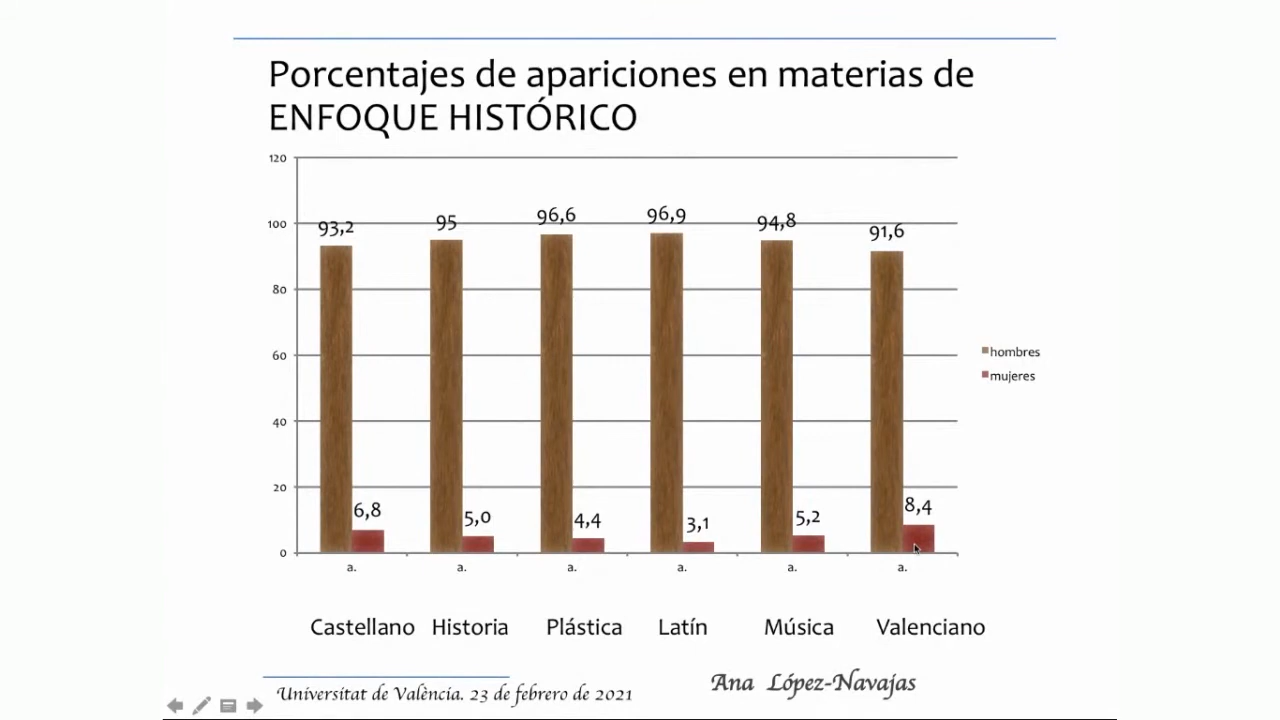 Porcentajes de apariciones en materias de
ENFOQUE HISTÓRICO
120
100
80
60
40
20
0
93,2
95
96,6
96,9
94,8
91,6
6,8
5,0
4,4
3,1
5,2
8,4
hombres
mujeres
a. a. a. a. a. a.
Castellano Historia Plástica Latín Música Valenciano
Universitat de València. 23 de febrero de 2021
Ana López-Navajas